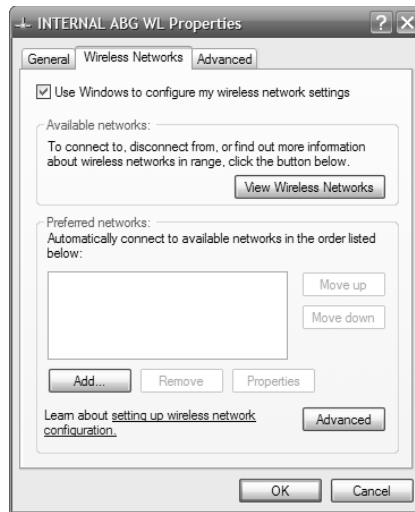 INTERNAL ABG WL Properties
General Wireless Networks Advanced
Use Windows to configure my wireless network settings
Available networks:
To connect to, disconnect from, or find out more information
about wireless networks in range, click the button below.
View Wireless Networks
Preferred networks:
Automatically connect to available networks in the order listed
below:
Move up
Move down
Add... Remove Properties
Learn about setting up wireless network
configuration.
Advanced
OK Cancel